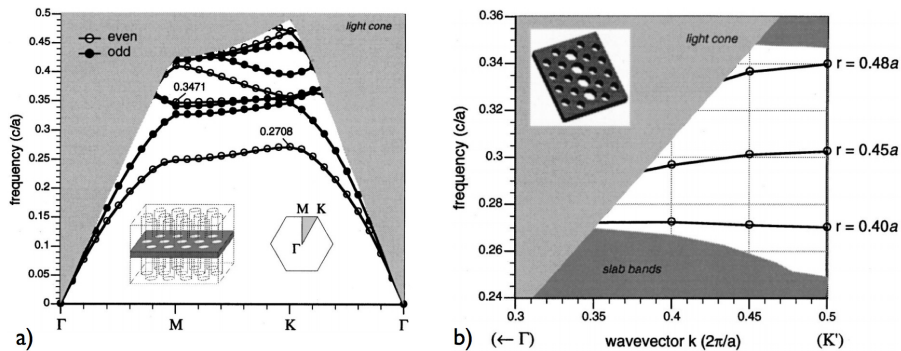 0.5
0.45
0.4
0.35
0.3
0.25
0.2
0.15
0.1
0.05
0
frequency (c/a)
even
odd
light cone
0.3471
0.2708
M K
Γ
Γ M K Γ
a)
0.36
0.34
0.32
0.3
0.28
0.26
0.24
frequency (c/a)
light cone
r = 0.48a
r = 0.45a
r = 0.40a
slab bands
0.3 0.35 0.4 0.45 0.5
b) (← Γ) wavevector k (2π/a) (K')